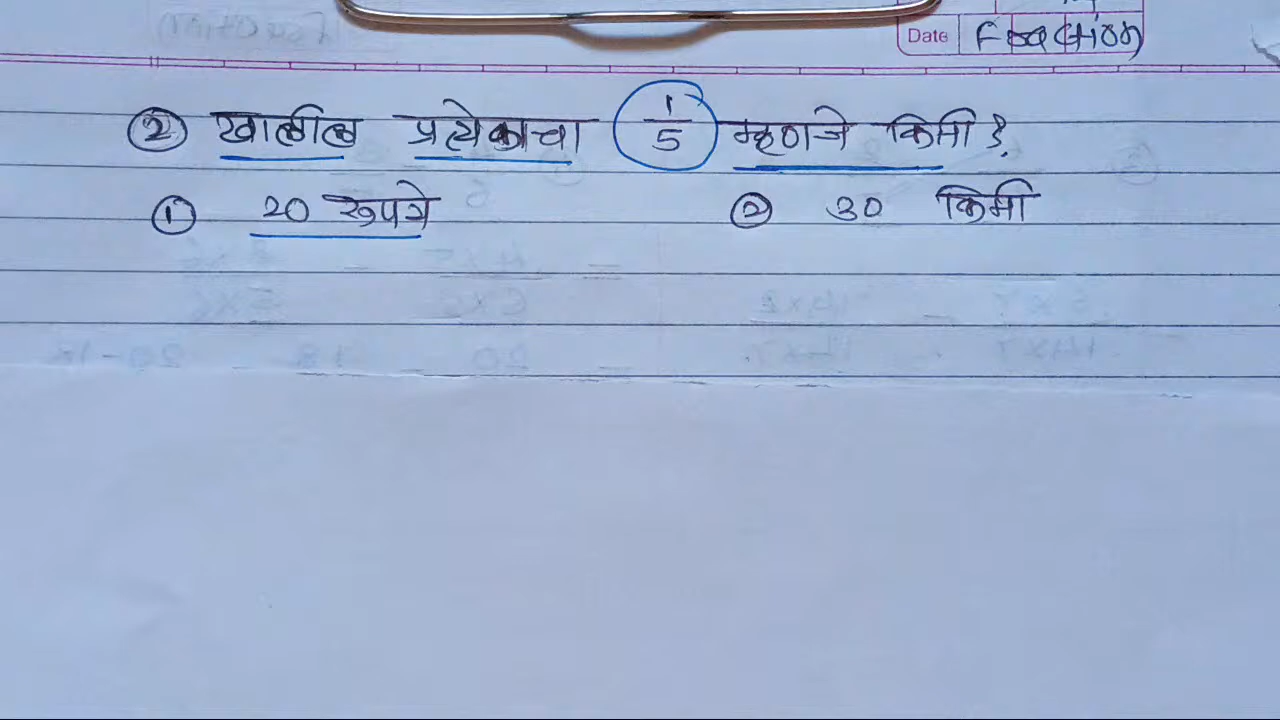 Date Fraction
② खालील प्रत्येकाचा 1/5 म्हणजे किमी ?
① 20 रुपये ② 30 किमी